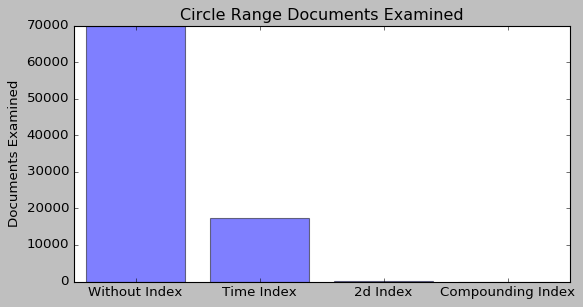 Circle Range Documents Examined
Documents Examined
70000
60000
50000
40000
30000
20000
10000
0
Without Index
Time Index
2d Index
Compounding Index